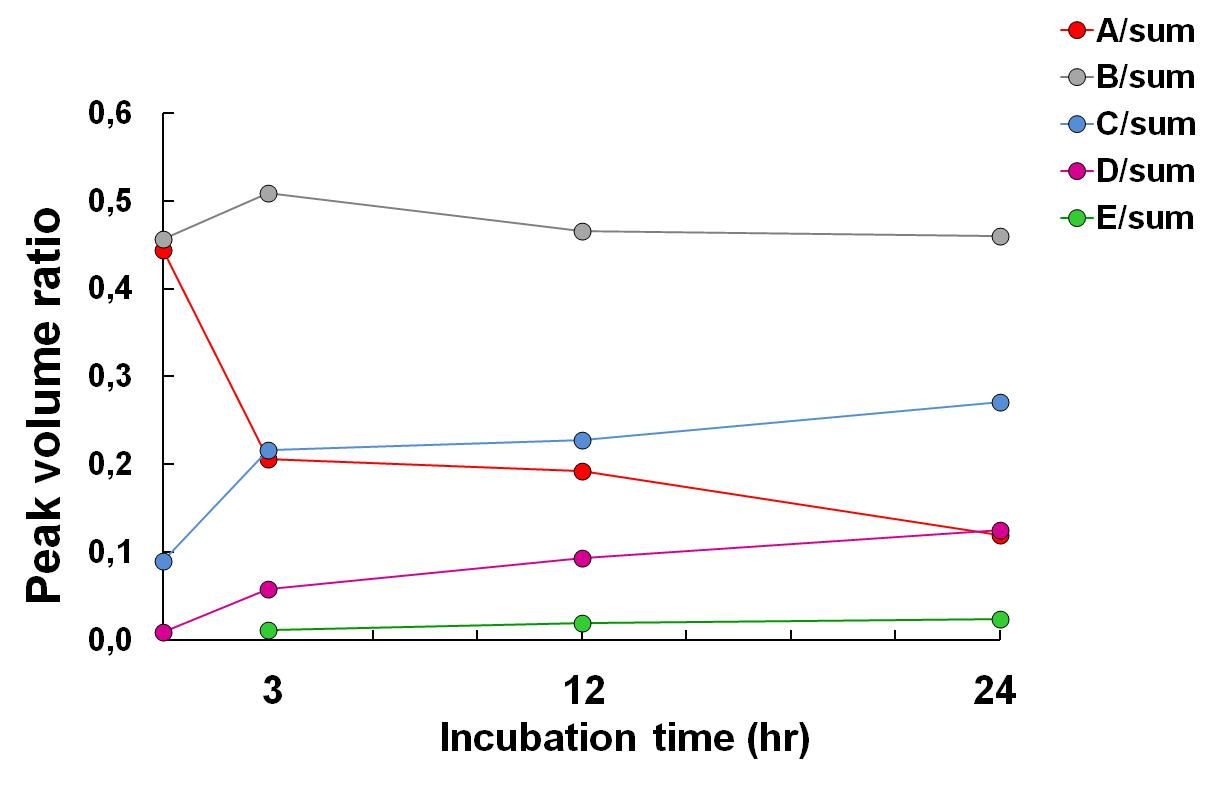 A/sum
B/sum
C/sum
D/sum
E/sum
0,6
0,5
0,4
0,3
0,2
0,1
0,0
Peak volume ratio
3 12 24
Incubation time (hr)